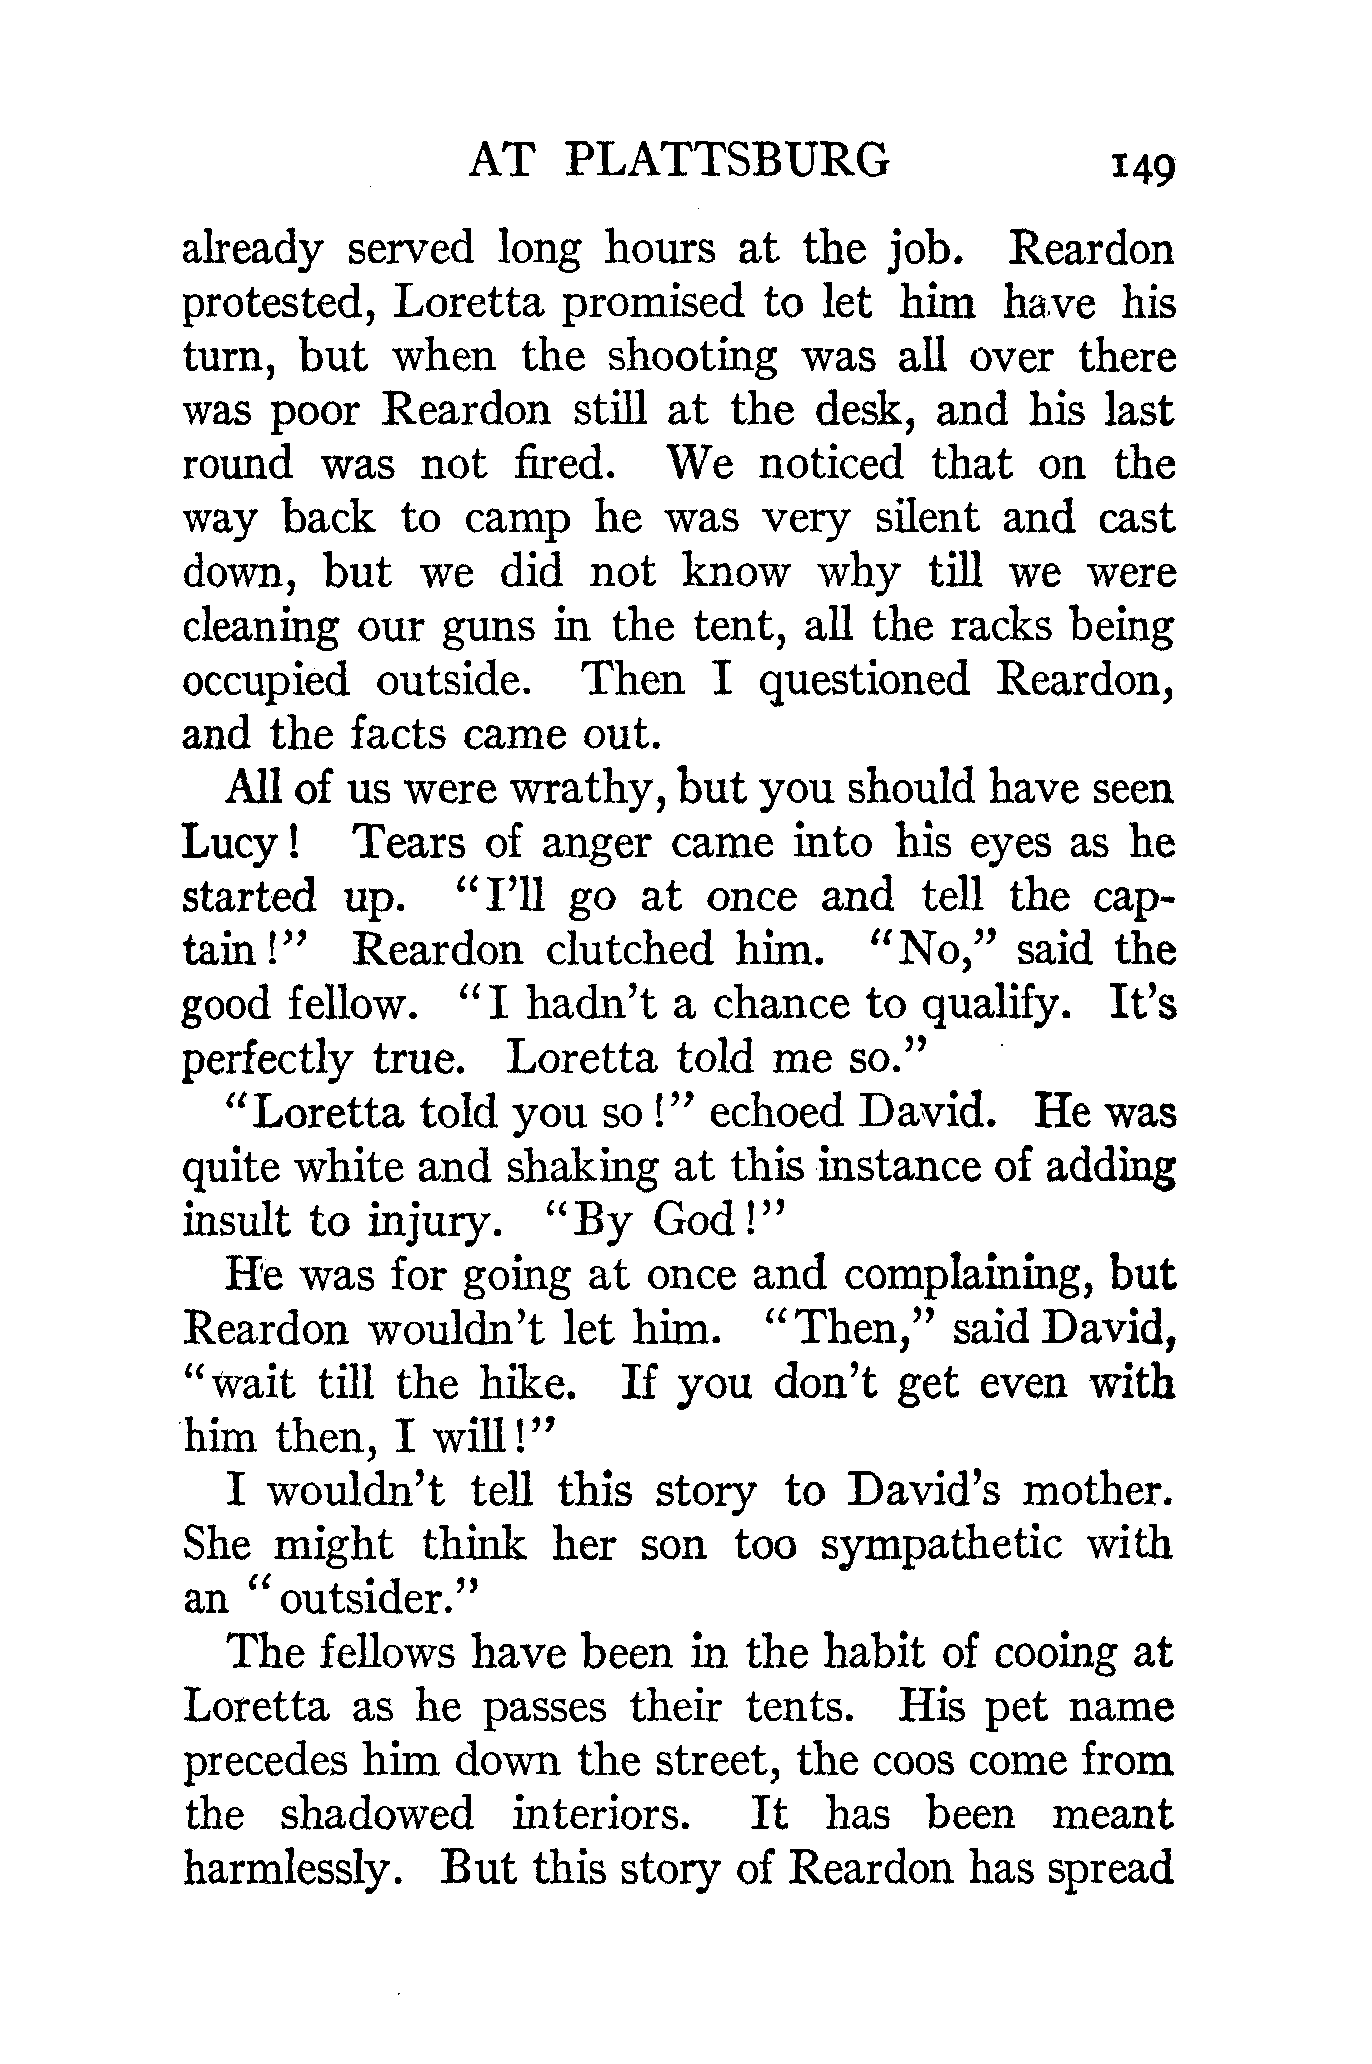 AT PLATTSBURG 149
already served long hours at the job. Reardon
protested, Loretta promised to let him have his
turn, but when the shooting was all over there
was poor Reardon still at the desk, and his last
round was not fired. We noticed that on the
way back to camp he was very silent and cast
down, but we did not know why till we were
cleaning our guns in the tent, all the racks being
occupied outside. Then I questioned Reardon,
and the facts came out.
All of us were wrathy, but you should have seen
Lucy! Tears of anger came into his eyes as he
started up. "I'll go at once and tell the cap-
tain!" Reardon clutched him. "No," said the
good fellow. "I hadn't a chance to qualify. It's
perfectly true. Loretta told me so."
"Loretta told you so!" echoed David. He was
quite white and shaking at this instance of adding
insult to injury. "By God!"
He was for going at once and complaining, but
Reardon wouldn't let him. "Then," said David,
"wait till the hike. If you don't get even with
him then, I will!"
I wouldn't tell this story to David's mother.
She might think her son too sympathetic with
an "outsider."
The fellows have been in the habit of cooing at
Loretta as he passes their tents. His pet name
precedes him down the street, the coos come from
the shadowed interiors. It has been meant
harmlessly. But this story of Reardon has spread